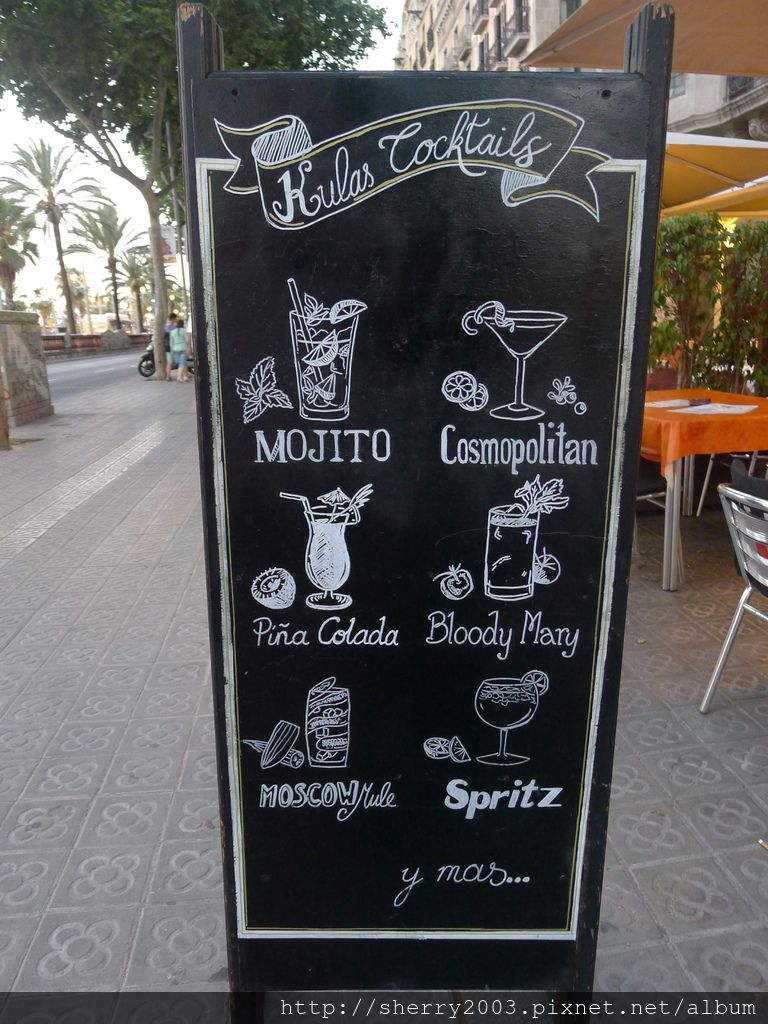 Kulas Cocktails
MOJITO
Cosmopolitan
Piña Colada
Bloody Mary
MOSCOW Mule
Spritz
y mas...
http://sherry2003.pixnet.net/album